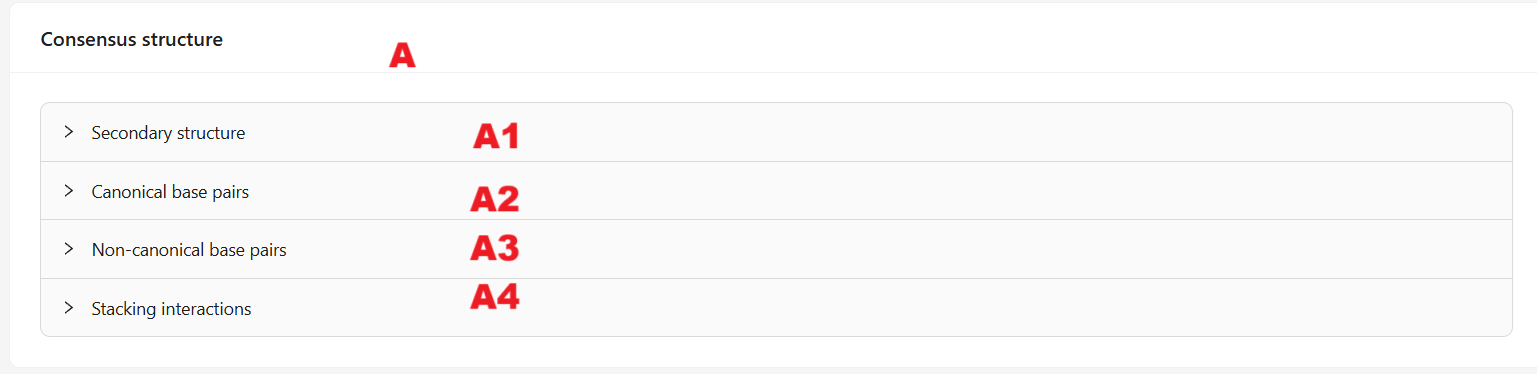 Consensus structure
A
Secondary structure A1
Canonical base pairs A2
Non-canonical base pairs A3
Stacking interactions A4